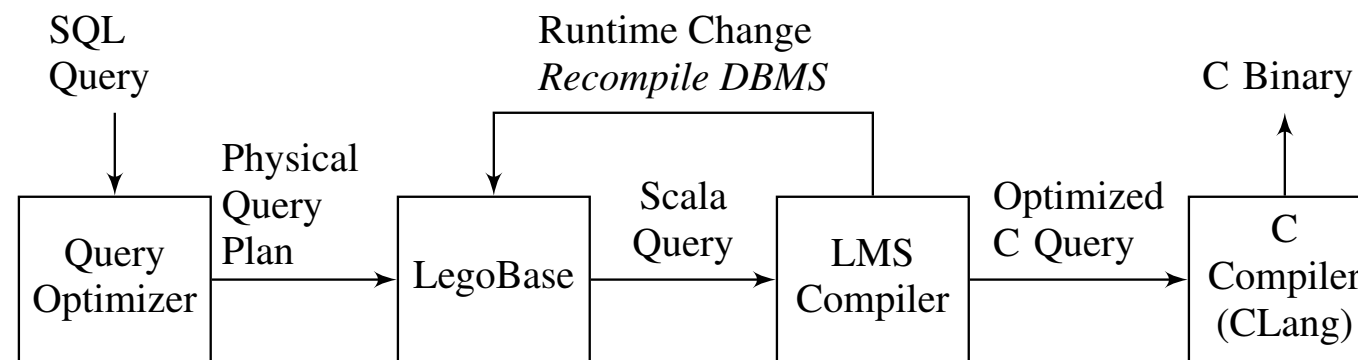 SQL
Query
Runtime Change
Recompile DBMS
C Binary
Physical
Query
Plan
Scala
Query
Optimized
C Query
Query
Optimizer
LegoBase
LMS
Compiler
C
Compiler
(CLang)